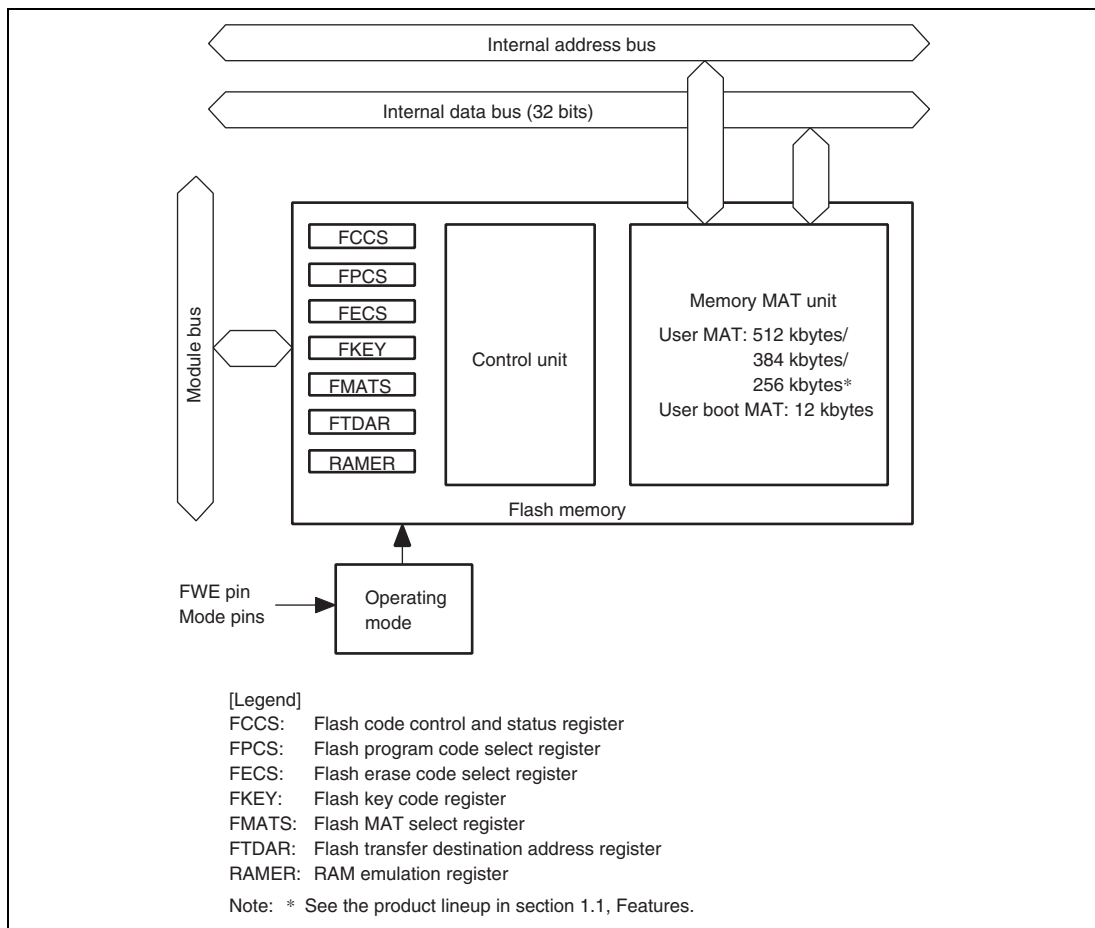 Internal address bus
Internal data bus (32 bits)
Module bus
FCCS
FPCS
FECS
FKEY
FMATS
FTDAR
RAMER
Control unit
Memory MAT unit
User MAT: 512 kbytes/
384 kbytes/
256 kbytes*
User boot MAT: 12 kbytes
Flash memory
FWE pin
Mode pins
Operating
mode
[Legend]
FCCS: Flash code control and status register
FPCS: Flash program code select register
FECS: Flash erase code select register
FKEY: Flash key code register
FMATS: Flash MAT select register
FTDAR: Flash transfer destination address register
RAMER: RAM emulation register
Note: * See the product lineup in section 1.1, Features.